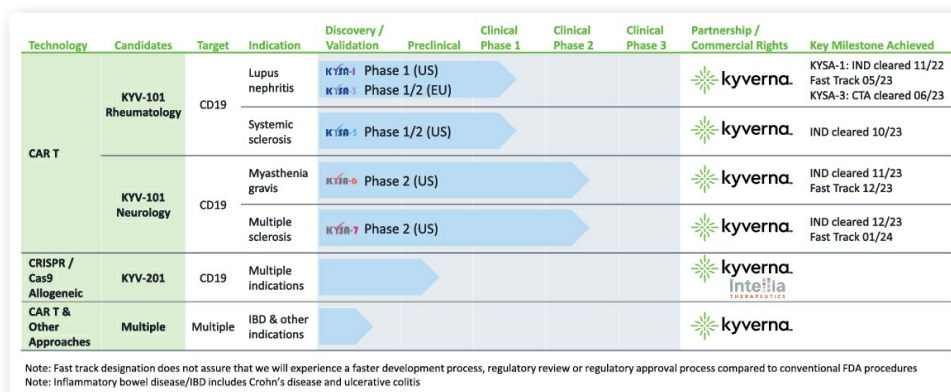 Technology Candidates Target Indication Discovery / Validation Preclinical Clinical Phase 1 Clinical Phase 2 Clinical Phase 3 Partnership / Commercial Rights Key Milestone Achieved
CAR T
KYV-101
Rheumatology
CD19
Lupus
nephritis
KYSA-1 Phase 1 (US)
KYSA-3 Phase 1/2 (EU)
kyverna
KYSA-1: IND cleared 11/22
Fast Track 05/23
KYSA-3: CTA cleared 06/23
Systemic
sclerosis
KYSA-5 Phase 1/2 (US)
kyverna
IND cleared 10/23
KYV-101
Neurology
CD19
Myasthenia
gravis
KYSA-6 Phase 2 (US)
kyverna
IND cleared 11/23
Fast Track 12/23
Multiple
sclerosis
KYSA-7 Phase 2 (US)
kyverna
IND cleared 12/23
Fast Track 01/24
CRISPR /
Cas9
Allogeneic
KYV-201
CD19
Multiple
indications
kyverna
Intellia
THERAPEUTICS
CAR T &
Other
Approaches
Multiple
Multiple
IBD & other
indications
kyverna
Note: Fast track designation does not assure that we will experience a faster development process, regulatory review or regulatory approval process compared to conventional FDA procedures
Note: Inflammatory bowel disease/IBD includes Crohn's disease and ulcerative colitis